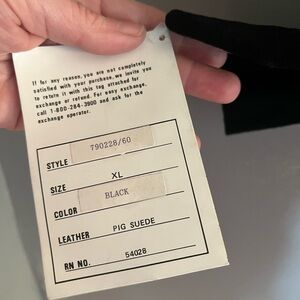 If for any reason, you are not completely
satisfied with your purchase, we invite you
to return it with this tag attached for
exchange or refund. For easy exchange,
call 1-800-284-3900 and ask for the
exchange operator.
STYLE 790228/60
SIZE XL
COLOR BLACK
LEATHER PIG SUEDE
RN NO. 54028